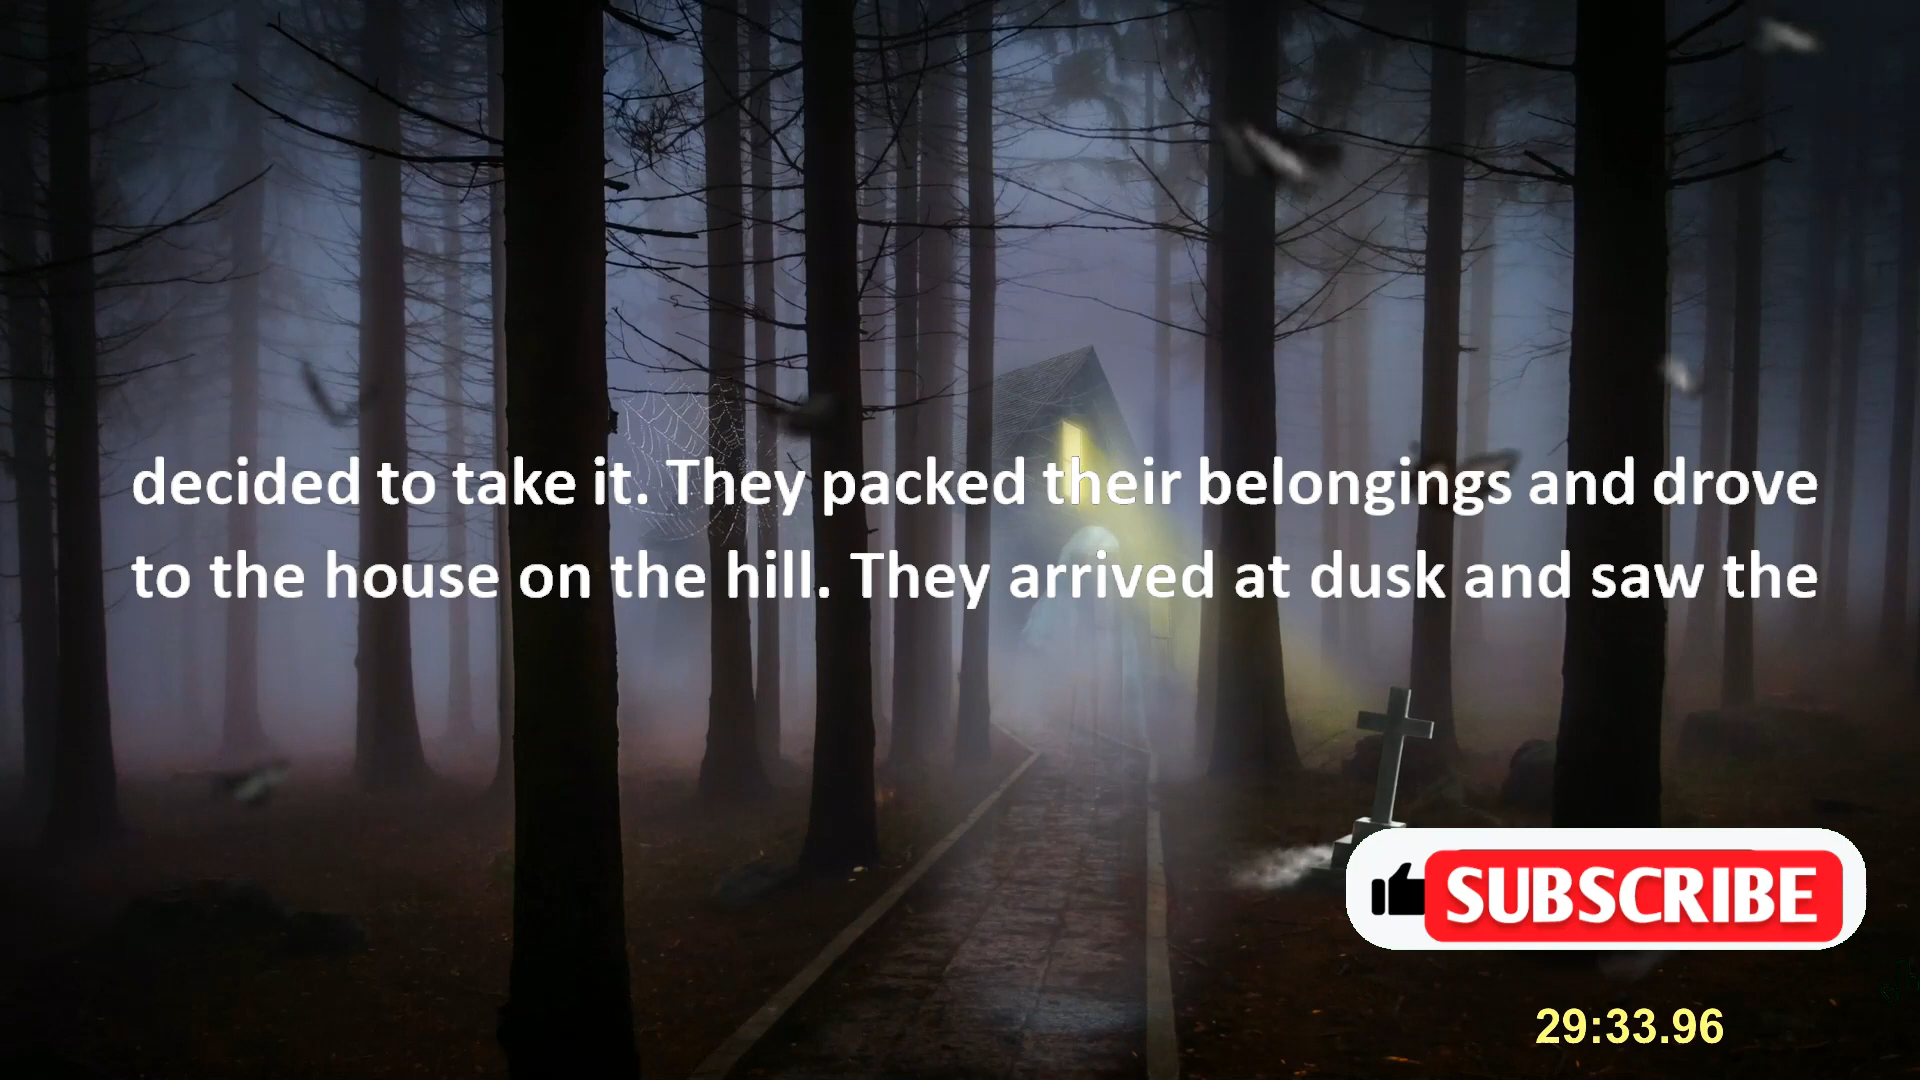 decided to take it. They packed their belongings and drove
to the house on the hill. They arrived at dusk and saw the
SUBSCRIBE
29:33.96